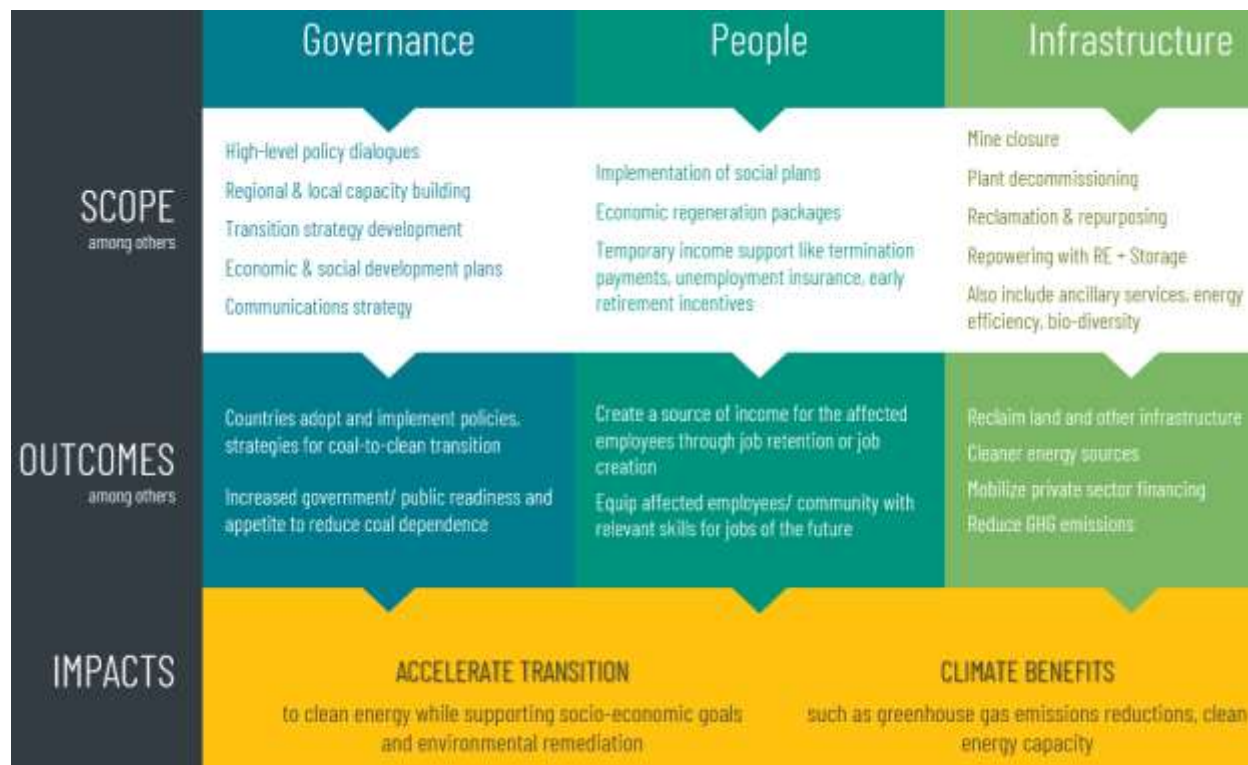 Governance
People
Infrastructure
SCOPE
among others
High-level policy dialogues
Regional & local capacity building
Transition strategy development
Economic & social development plans
Communications strategy
Implementation of social plans
Economic regeneration packages
Temporary income support like termination
payments, unemployment insurance, early
retirement incentives
Mine closure
Plant decommissioning
Reclamation & repurposing
Repowering with RE + Storage
Also include ancillary services, energy
efficiency, bio-diversity
OUTCOMES
among others
Countries adopt and implement policies,
strategies for coal-to-clean transition
Increased government/ public readiness and
appetite to reduce coal dependence
Create a source of income for the affected
employees through job retention or job
creation
Equip affected employees/ community with
relevant skills for jobs of the future
Reclaim land and other infrastructure
Cleaner energy sources
Mobilize private sector financing
Reduce GHG emissions
IMPACTS
ACCELERATE TRANSITION
to clean energy while supporting socio-economic goals
and environmental remediation
CLIMATE BENEFITS
such as greenhouse gas emissions reductions, clean
energy capacity